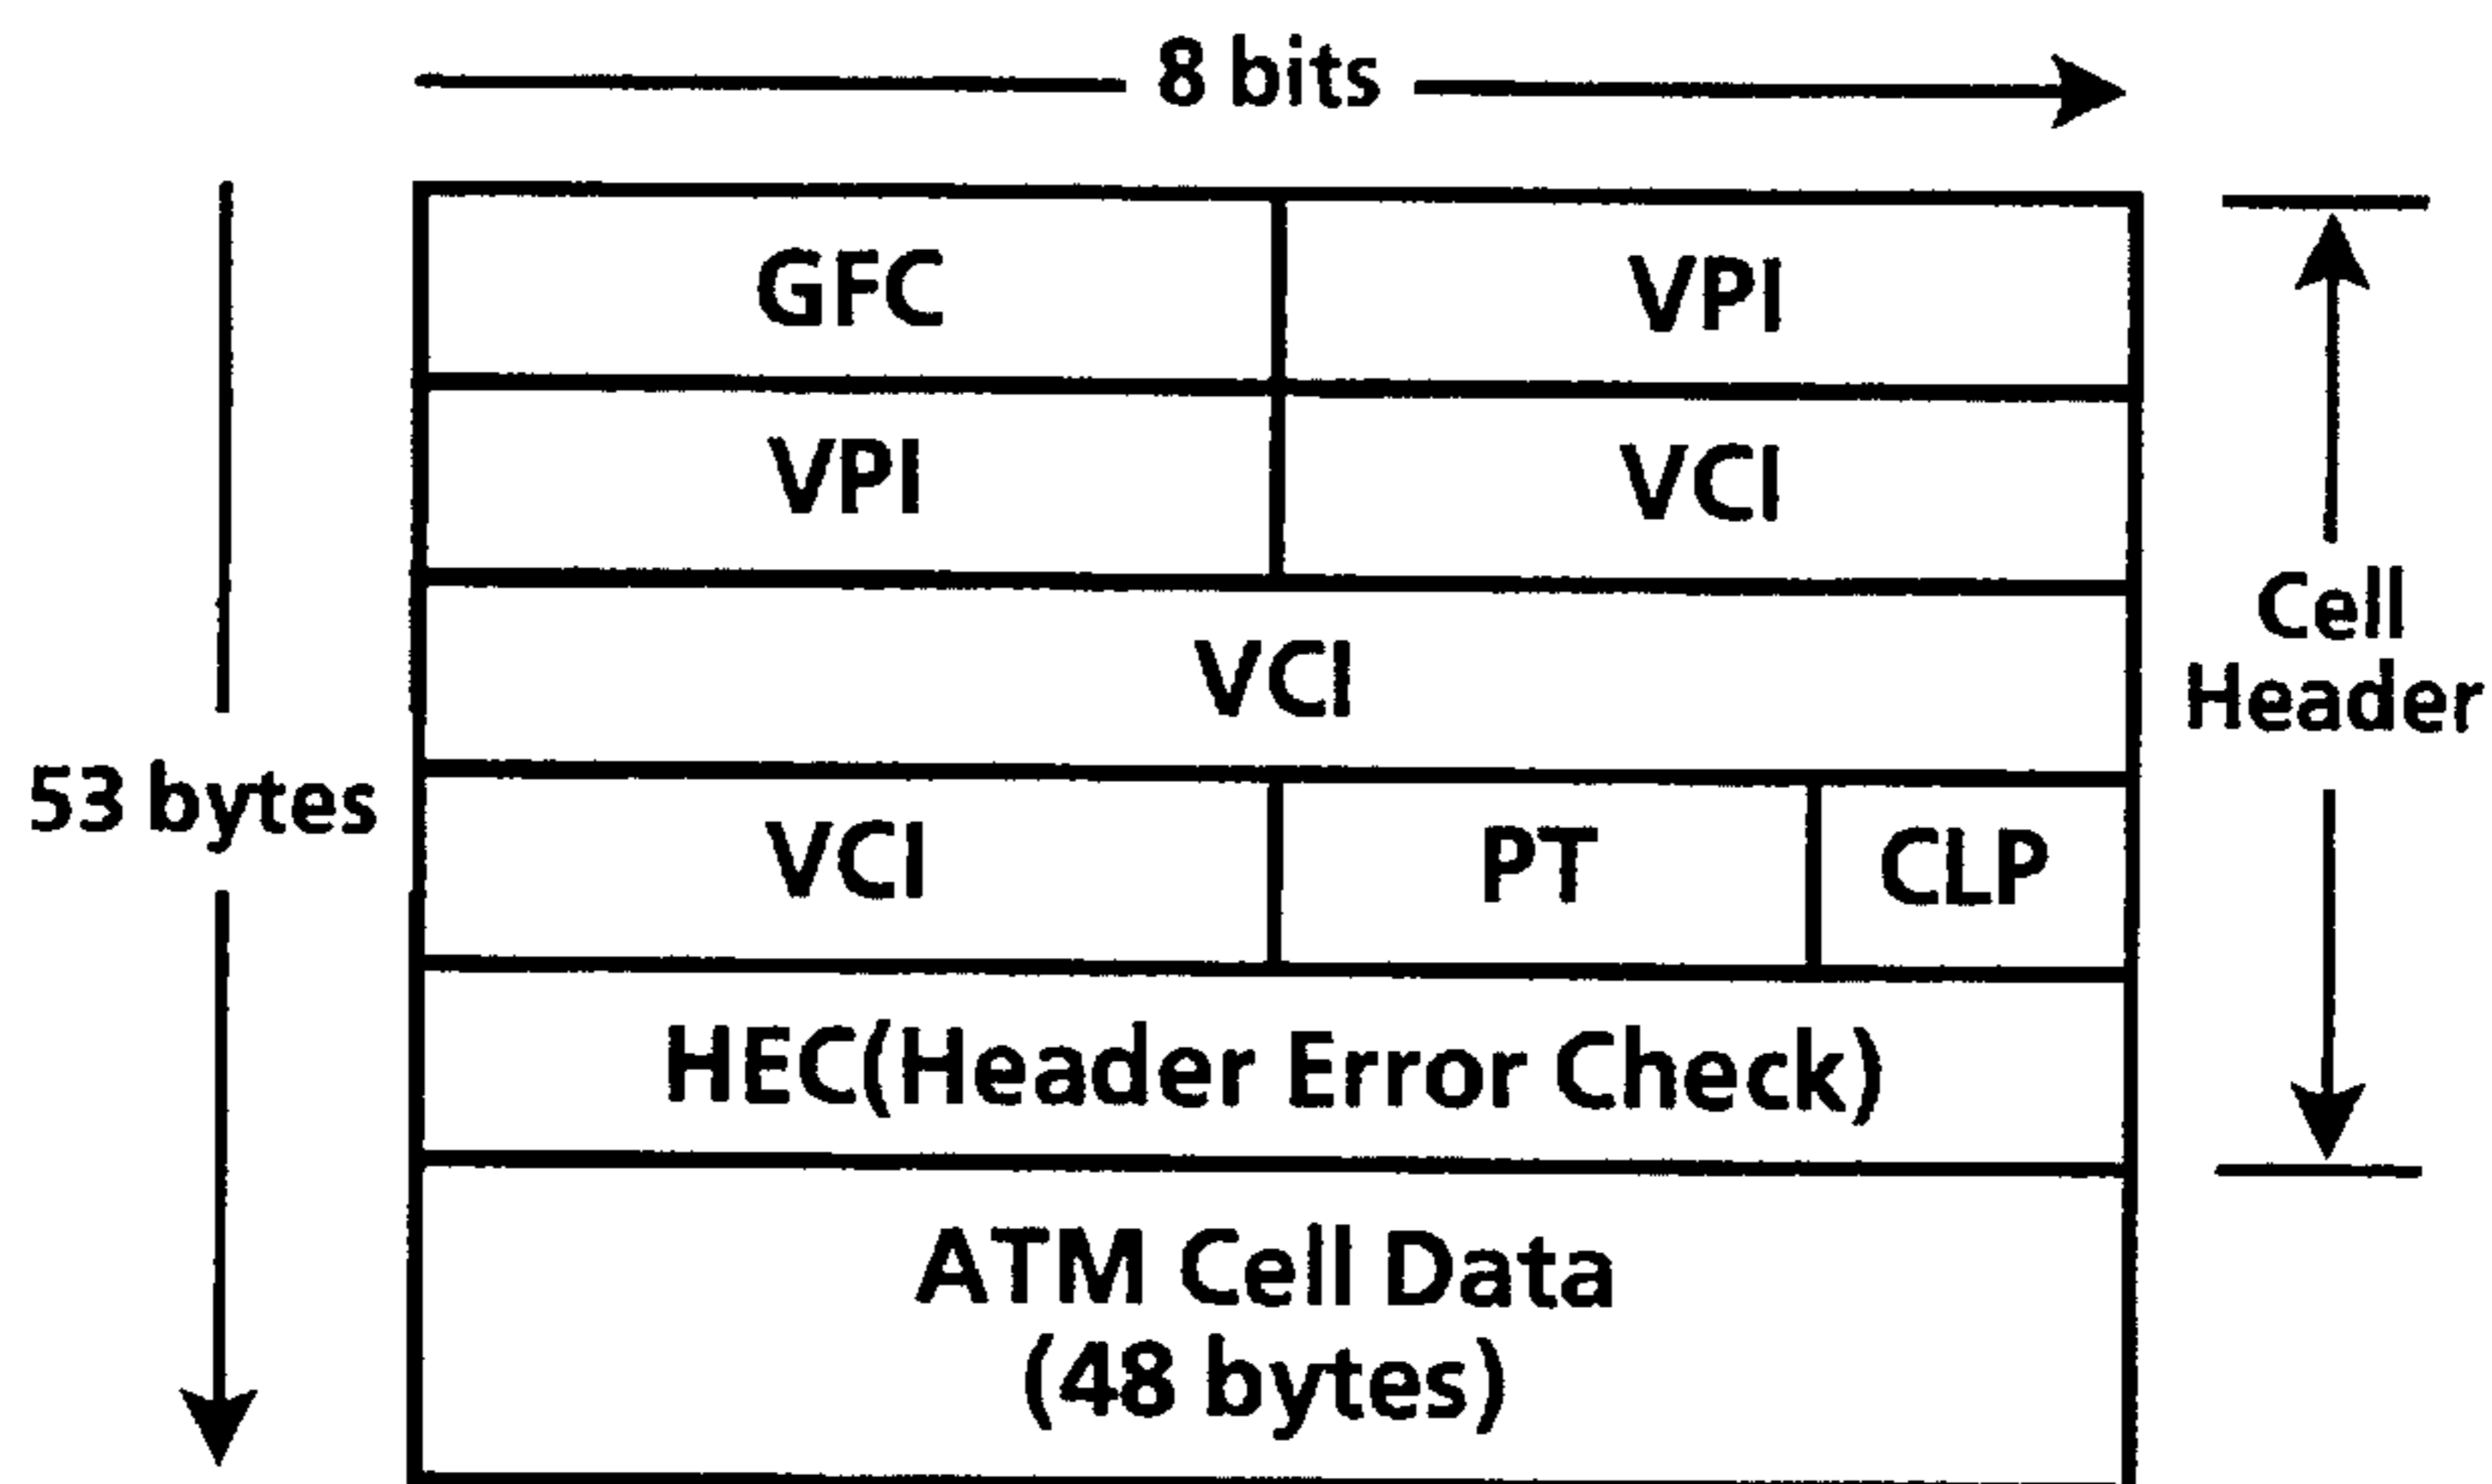 8 bits
GFC
VPI
VPI
VCI
VCI
Cell
Header
53 bytes
VCI
PT
CLP
HEC(Header Error Check)
ATM Cell Data
(48 bytes)